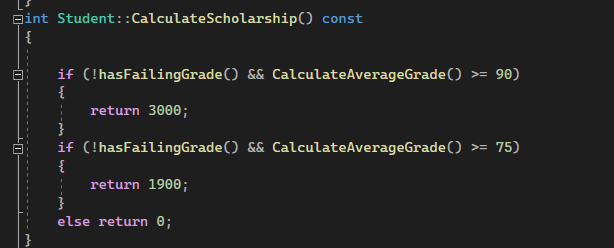 }
int Student::CalculateScholarship() const
{
if (!hasFailingGrade() && CalculateAverageGrade() >= 90)
{
return 3000;
}
if (!hasFailingGrade() && CalculateAverageGrade() >= 75)
{
return 1900;
}
else return 0;
}